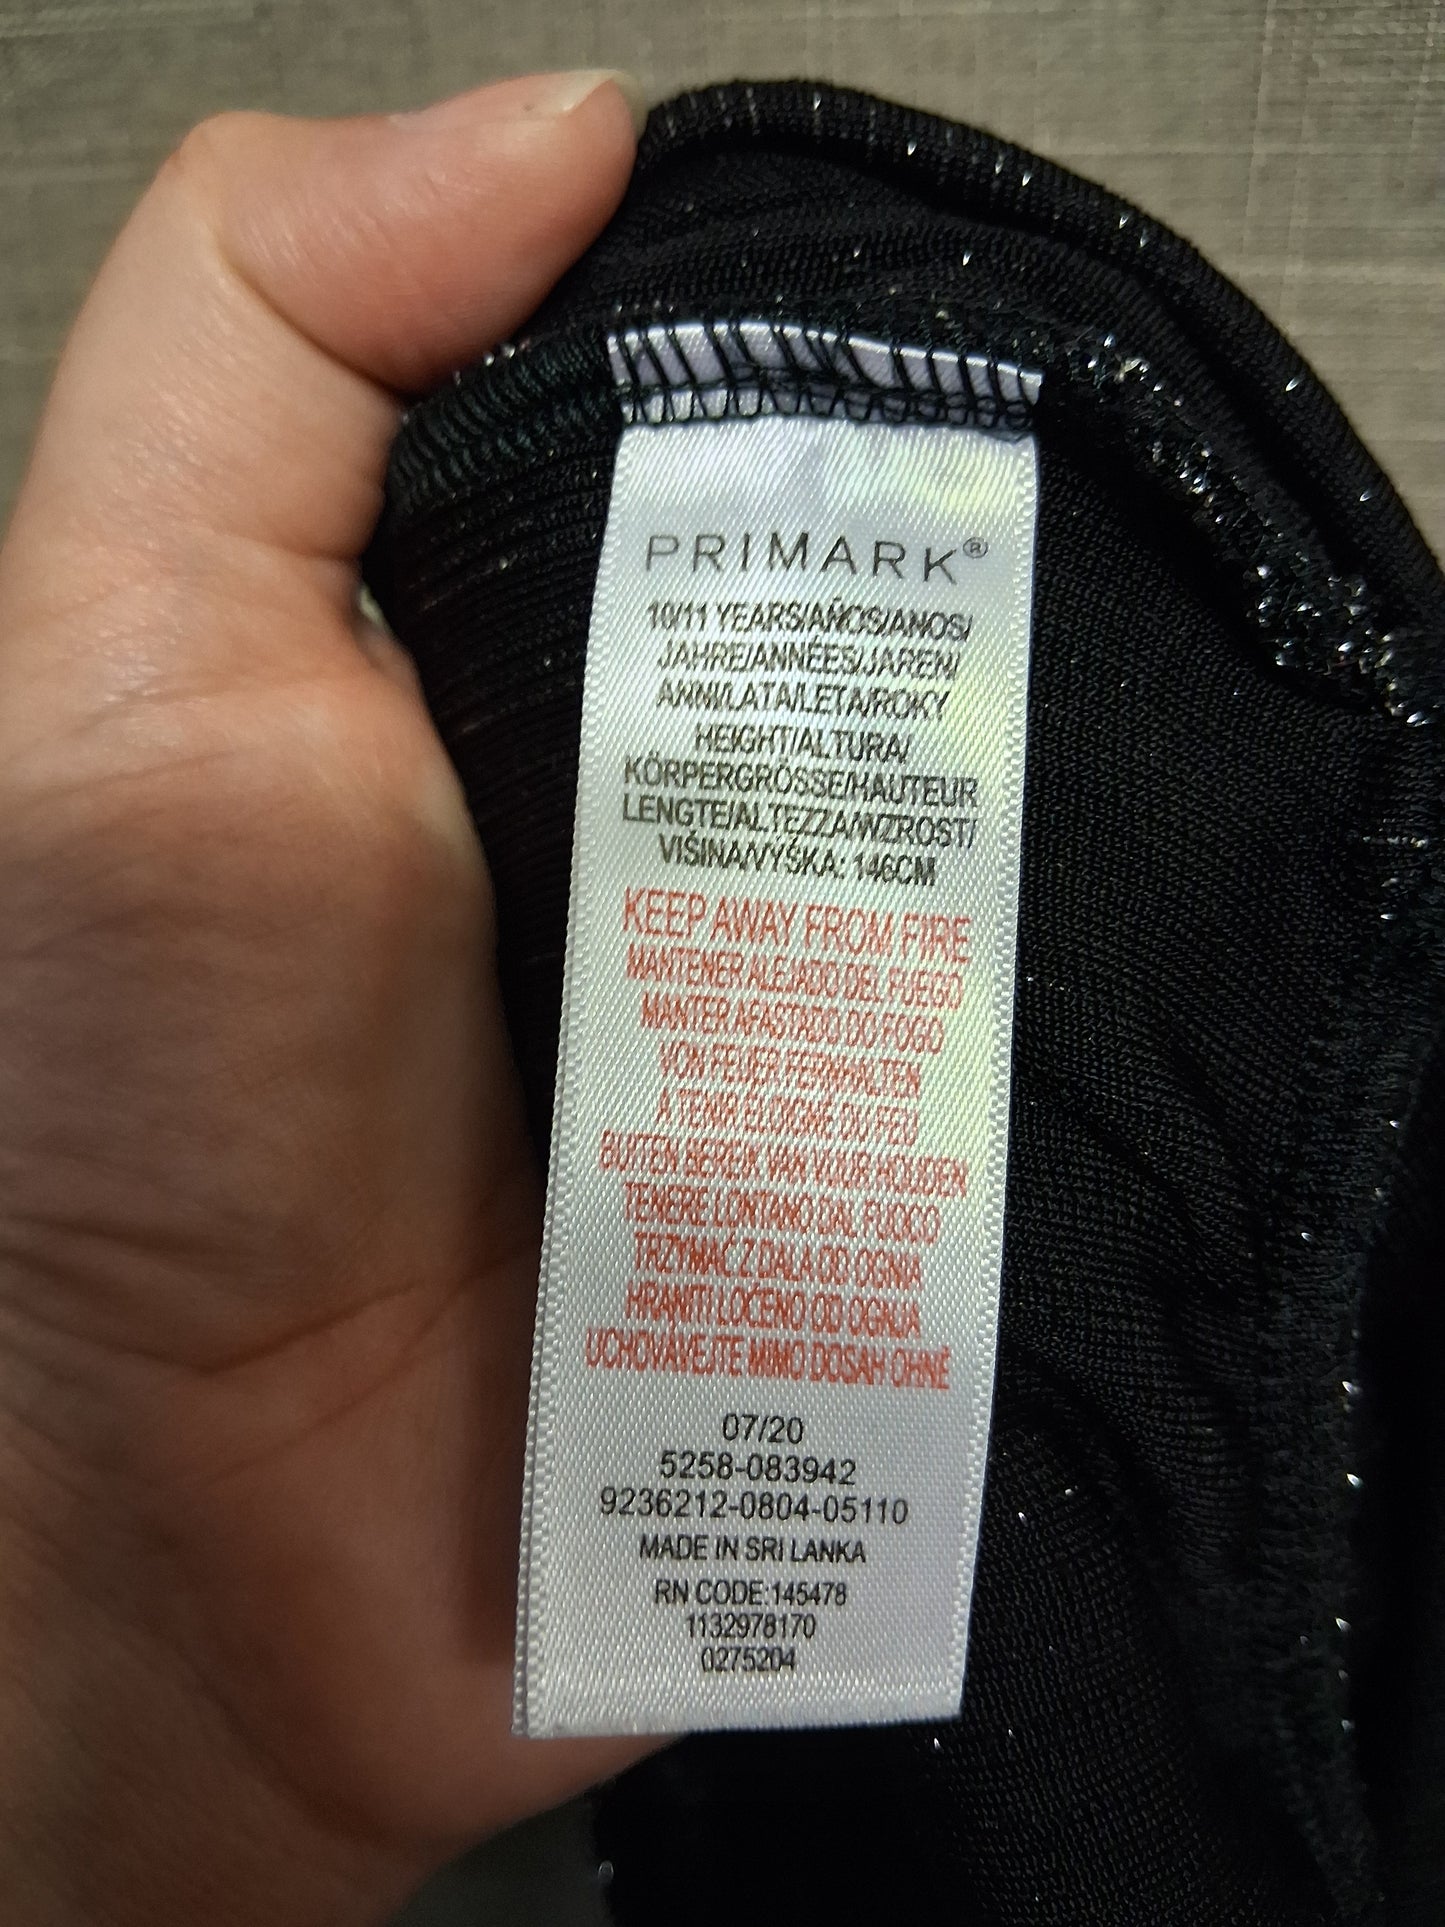 PRIMARK®
10/11 YEARS/AÑOS/ANOS/
JAHRE/ANNÉES/JAREN/
ANNI/LATA/LETA/ROKY
HEIGHT/ALTURA/
KÖRPERGRÖSSE/HAUTEUR
LENGTE/ALTEZZA/WZROST/
VIŠINA/VÝŠKA: 146CM
KEEP AWAY FROM FIRE
MANTENER ALEJADO DEL FUEGO
MANTER AFASTADO DO FOGO
VON FEUER FERNHALTEN
A TENIR ÉLOIGNÉ DU FEU
BUITEN BEREIK VAN VUUR HOUDEN
TENERE LONTANO DAL FUOCO
TRZYMAĆ Z DALA OD OGNIA
HRANITI LOČENO OD OGNJA
UCHOVÁVEJTE MIMO DOSAH OHNĚ
07/20
5258-083942
9236212-0804-05110
MADE IN SRI LANKA
RN CODE:145478
1132978170
0275204